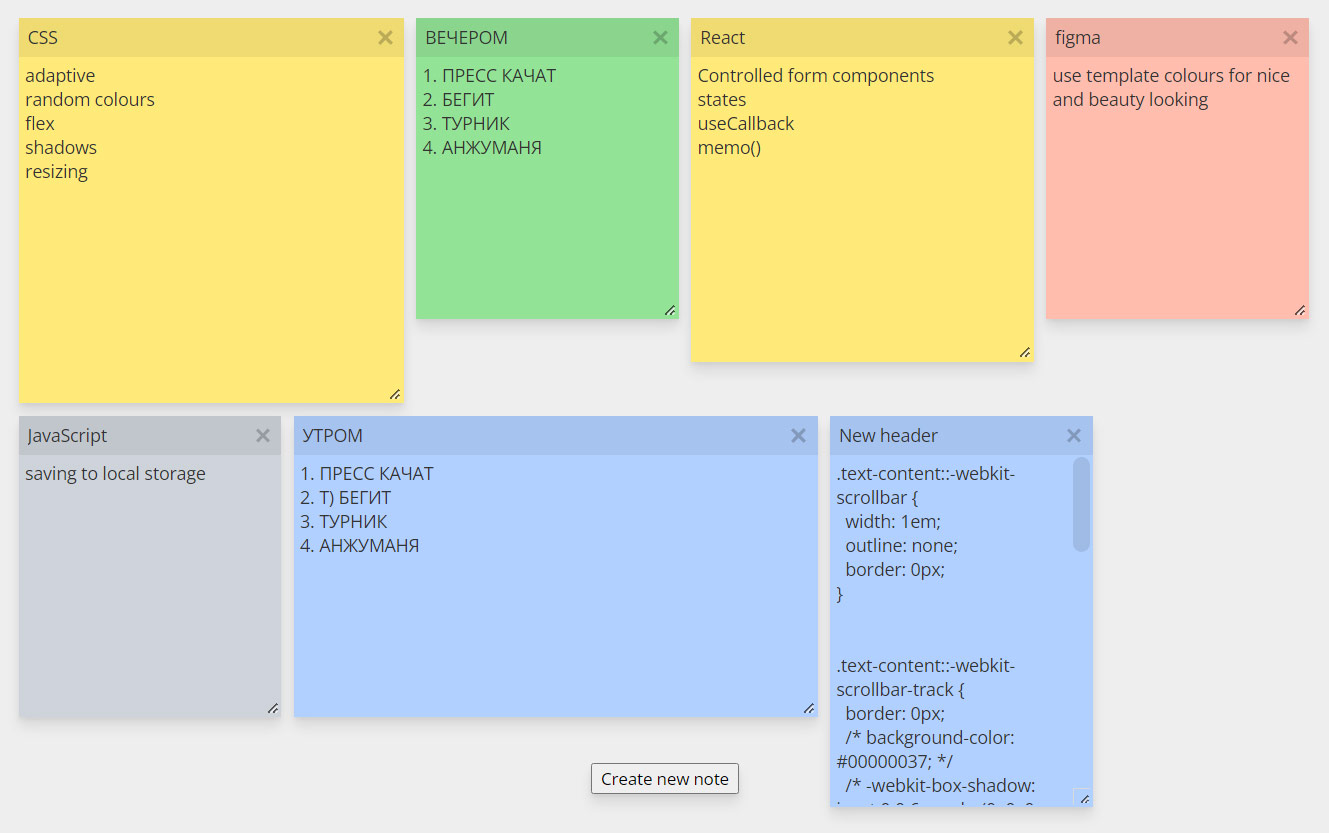 CSS
adaptive
random colours
flex
shadows
resizing
ВЕЧЕРОМ
1. ПРЕСС КАЧАТ
2. БЕГИТ
3. ТУРНИК
4. АНЖУМАНЯ
React
Controlled form components
states
useCallback
memo()
figma
use template colours for nice
and beauty looking
JavaScript
saving to local storage
УТРОМ
1. ПРЕСС КАЧАТ
2. Т) БЕГИТ
3. ТУРНИК
4. АНЖУМАНЯ
New header
.text-content::-webkit-
scrollbar {
width: 1em;
outline: none;
border: 0px;
}
.text-content::-webkit-
scrollbar-track {
border: 0px;
/* background-color:
#00000037; */
/* -webkit-box-shadow:
Create new note